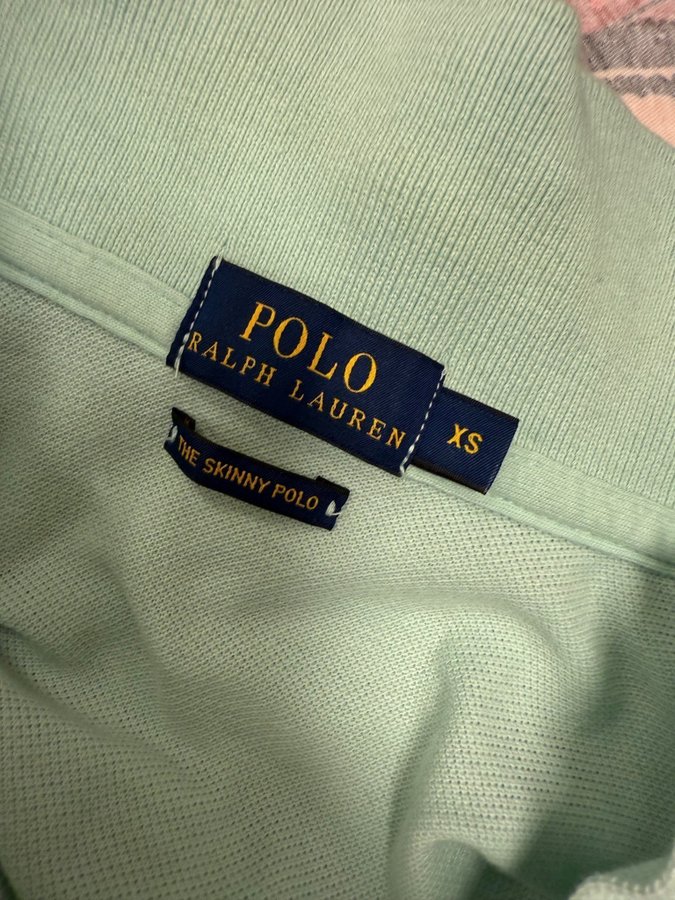 POLO
RALPH LAUREN
XS
THE SKINNY POLO